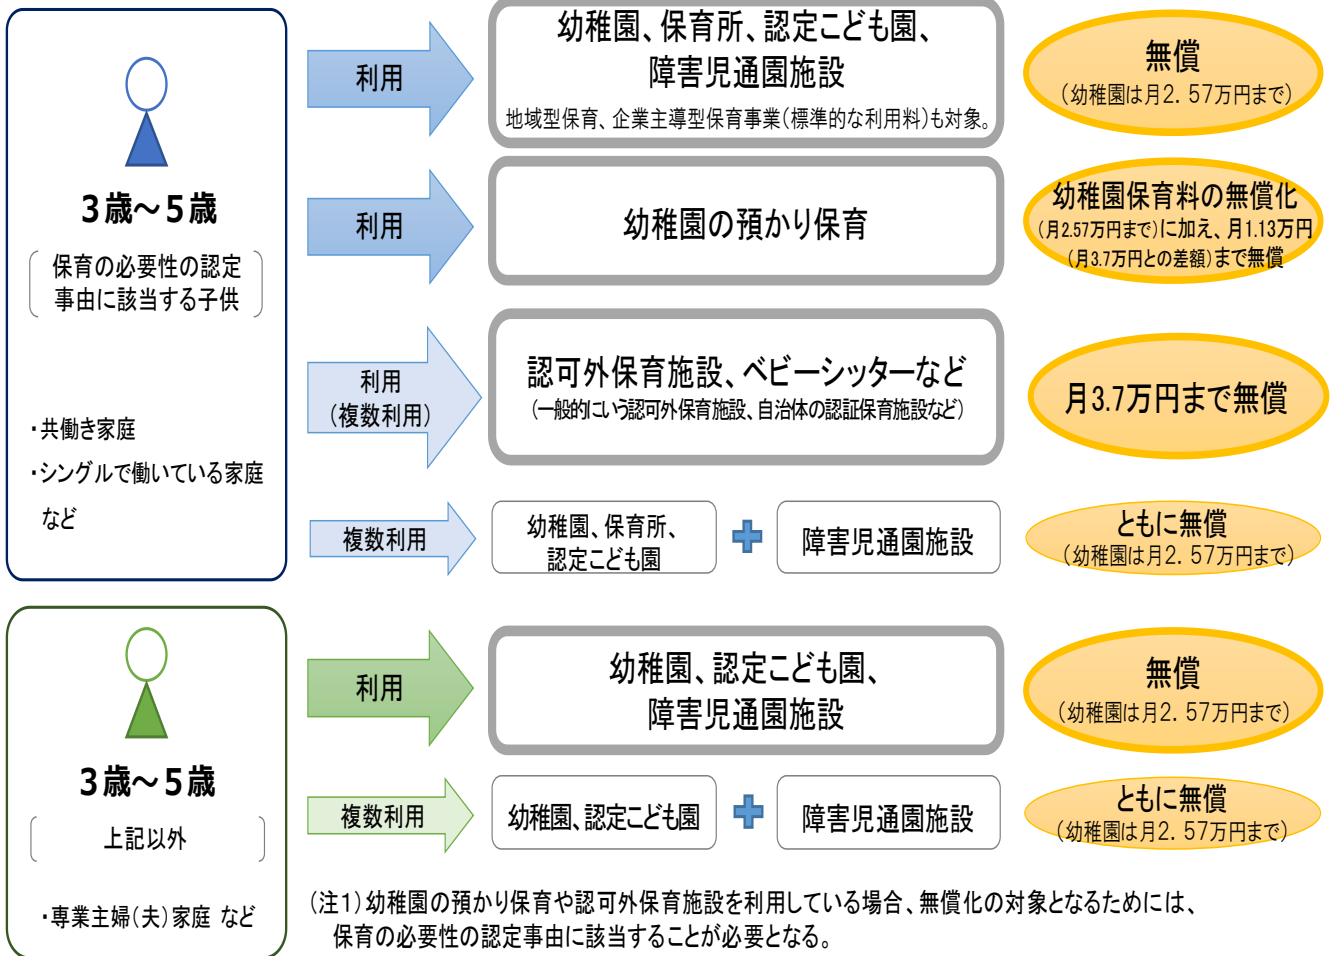 3歳～5歳
保育の必要性の認定
事由に該当する子供
・共働き家庭
・シングルで働いている家庭
など
利用
幼稚園、保育所、認定こども園、
障害児通園施設
地域型保育、企業主導型保育事業(標準的な利用料)も対象。
無償
(幼稚園は月2．57万円まで)
利用
幼稚園の預かり保育
幼稚園保育料の無償化
(月2.57万円まで)に加え、月1.13万円
(月3.7万円との差額)まで無償
利用
(複数利用)
認可外保育施設、ベビーシッターなど
(一般的にいう認可外保育施設、自治体の認証保育施設など)
月3.7万円まで無償
複数利用
幼稚園、保育所、
認定こども園
障害児通園施設
ともに無償
(幼稚園は月2．57万円まで)
3歳～5歳
上記以外
・専業主婦(夫)家庭 など
利用
幼稚園、認定こども園、
障害児通園施設
無償
(幼稚園は月2．57万円まで)
複数利用
幼稚園、認定こども園
障害児通園施設
ともに無償
(幼稚園は月2．57万円まで)
(注1)幼稚園の預かり保育や認可外保育施設を利用している場合、無償化の対象となるためには、
保育の必要性の認定事由に該当することが必要となる。